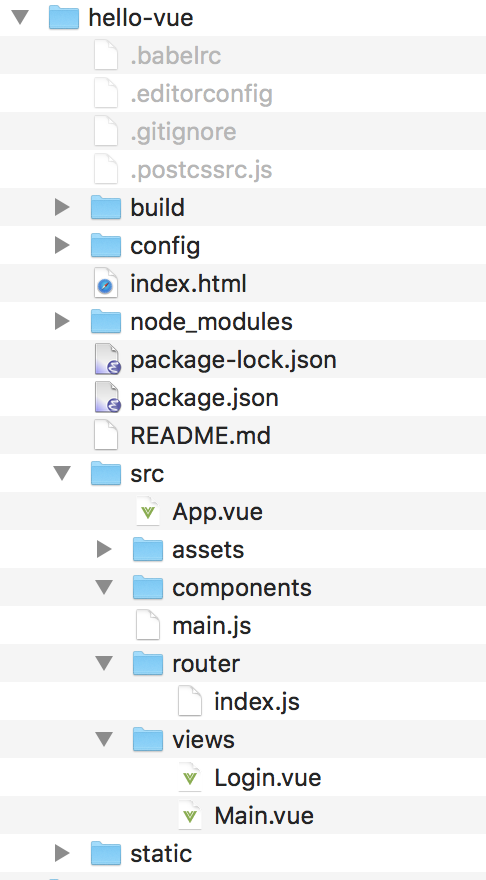 hello-vue
.babelrc
.editorconfig
.gitignore
.postcssrc.js
build
config
index.html
node_modules
package-lock.json
package.json
README.md
src
App.vue
assets
components
main.js
router
index.js
views
Login.vue
Main.vue
static